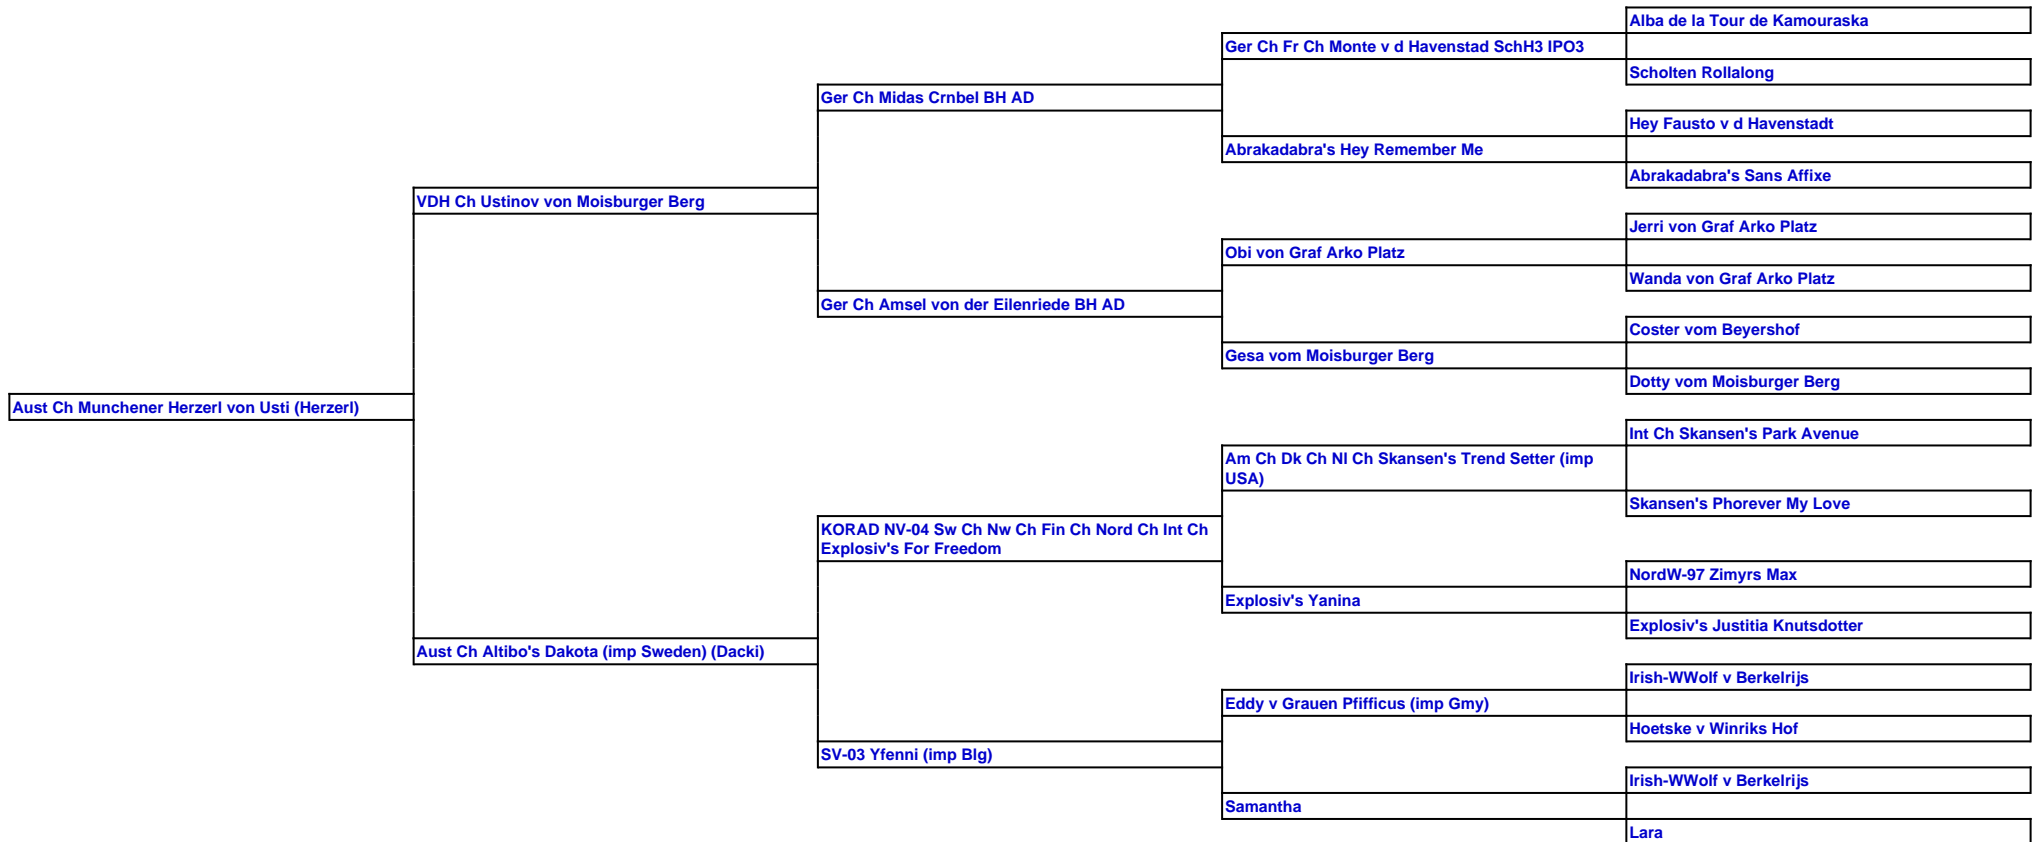 Alba de la Tour de Kamouraska
Ger Ch Fr Ch Monte v d Havenstad SchH3 IPO3
Scholten Rollalong
Ger Ch Midas Crnbel BH AD
Hey Fausto v d Havenstadt
Abrakadabra's Hey Remember Me
Abrakadabra's Sans Affixe
VDH Ch Ustinov von Moisburger Berg
Jerri von Graf Arko Platz
Obi von Graf Arko Platz
Wanda von Graf Arko Platz
Ger Ch Amsel von der Eilenriede BH AD
Coster vom Beyershof
Gesa vom Moisburger Berg
Dotty vom Moisburger Berg
Aust Ch Munchener Herzerl von Usti (Herzerl)
Int Ch Skansen's Park Avenue
Am Ch Dk Ch Nl Ch Skansen's Trend Setter (imp
USA)
Skansen's Phorever My Love
KORAD NV-04 Sw Ch Nw Ch Fin Ch Nord Ch Int Ch
Explosiv's For Freedom
NordW-97 Zimyrs Max
Explosiv's Yanina
Explosiv's Justitia Knutsdotter
Aust Ch Altibo's Dakota (imp Sweden) (Dacki)
Irish-WWolf v Berkelrijs
Eddy v Grauen Pfifficus (imp Gmy)
Hoetske v Winriks Hof
SV-03 Yfenni (imp Blg)
Irish-WWolf v Berkelrijs
Samantha
Lara